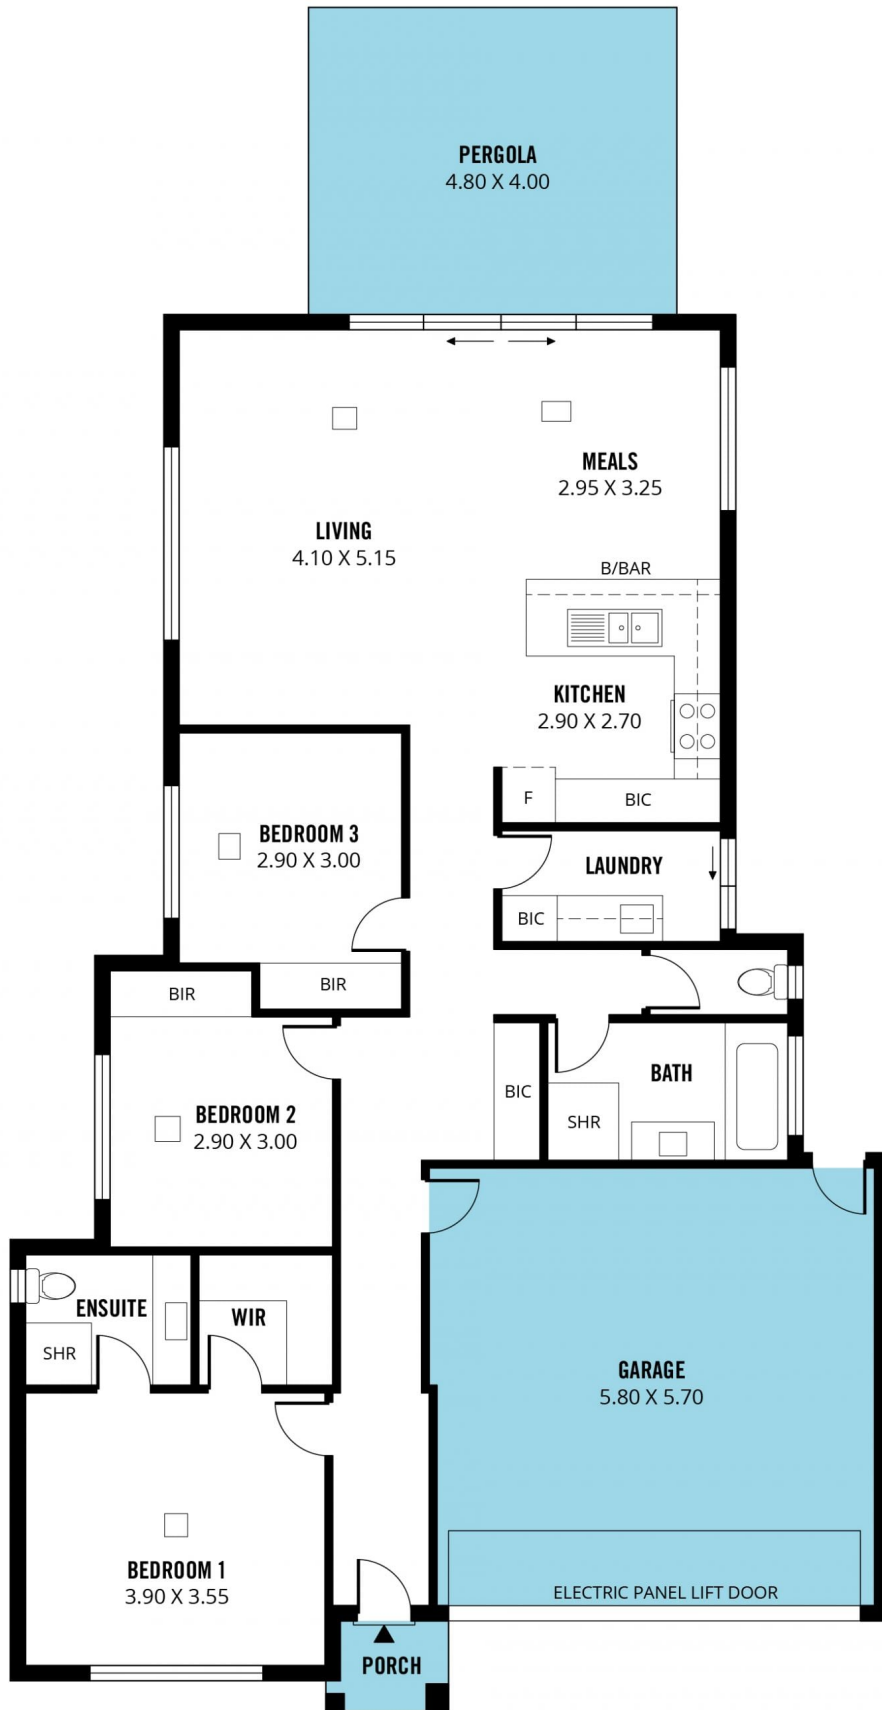 PERGOLA
4.80 X 4.00
MEALS
2.95 X 3.25
LIVING
4.10 X 5.15
B/BAR
KITCHEN
2.90 X 2.70
F
BIC
BEDROOM 3
2.90 X 3.00
LAUNDRY
BIC
BIR
BIR
BATH
BIC
SHR
BEDROOM 2
2.90 X 3.00
ENSUITE
WIR
SHR
GARAGE
5.80 X 5.70
BEDROOM 1
3.90 X 3.55
ELECTRIC PANEL LIFT DOOR
PORCH